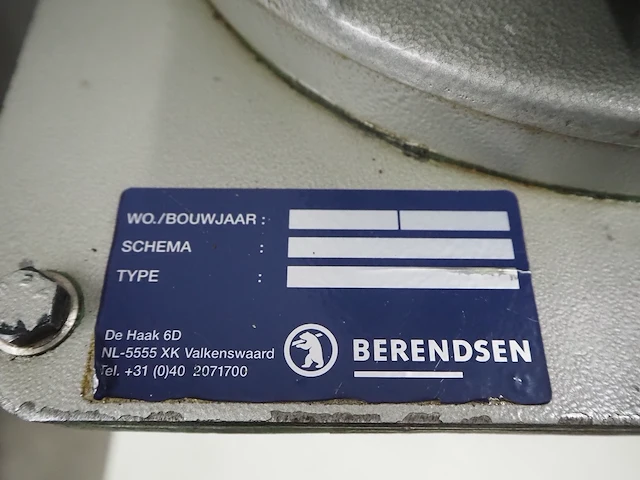 WO./BOUWJAAR :
SCHEMA :
TYPE :
De Haak 6D
NL-5555 XK Valkenswaard
Tel. +31 (0)40 2071700
BERENDSEN